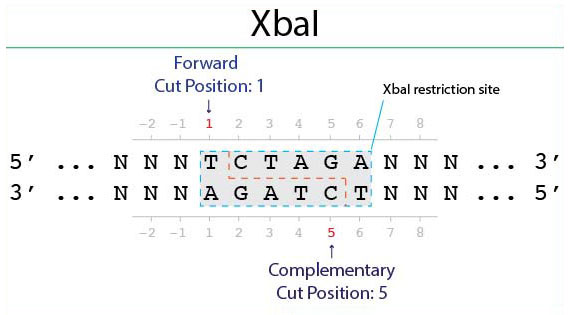 XbaI
Forward
Cut Position: 1
XbaI restriction site
−2 −1 1 2 3 4 5 6 7 8
5′ ... N N N T C T A G A N N N ... 3′
3′ ... N N N A G A T C T N N N ... 5′
−2 −1 1 2 3 4 5 6 7 8
Complementary
Cut Position: 5